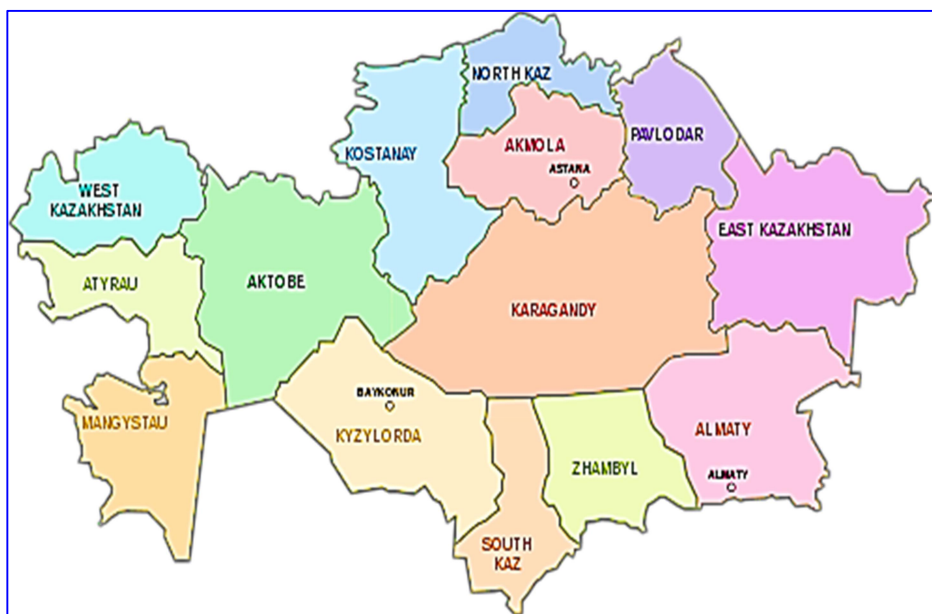 NORTH KAZ
PAVLODAR
KOSTANAY
AKMOLA
ASTANA
WEST
KAZAKHSTAN
EAST KAZAKHSTAN
ATYRAU
AKTOBE
KARAGANDY
BAYKONUR
MANGYSTAU
KYZYLORDA
ALMATY
ZHAMBYL
ALMATY
SOUTH
KAZ